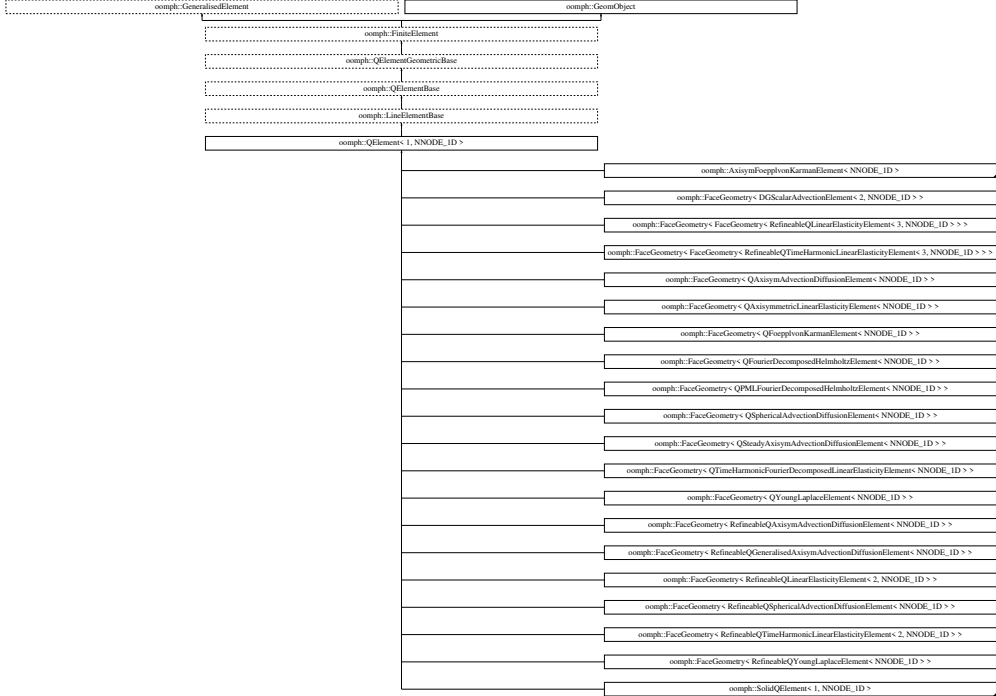 oomph::GeneralisedElement
oomph::GeomObject
oomph::FiniteElement
oomph::QElementGeometricBase
oomph::QElementBase
oomph::LineElementBase
oomph::QElement< 1, NNODE_1D >
oomph::AxisymFoepplvonKarmanElement< NNODE_1D >
oomph::FaceGeometry< DGScalarAdvectionElement< 2, NNODE_1D > >
oomph::FaceGeometry< FaceGeometry< RefineableQLinearElasticityElement< 3, NNODE_1D > > >
oomph::FaceGeometry< FaceGeometry< RefineableQTimeHarmonicLinearElasticityElement< 3, NNODE_1D > > >
oomph::FaceGeometry< QAxisymAdvectionDiffusionElement< NNODE_1D > >
oomph::FaceGeometry< QAxisymmetricLinearElasticityElement< NNODE_1D > >
oomph::FaceGeometry< QFoepplvonKarmanElement< NNODE_1D > >
oomph::FaceGeometry< QFourierDecomposedHelmholtzElement< NNODE_1D > >
oomph::FaceGeometry< QPMLFourierDecomposedHelmholtzElement< NNODE_1D > >
oomph::FaceGeometry< QSphericalAdvectionDiffusionElement< NNODE_1D > >
oomph::FaceGeometry< QSteadyAxisymAdvectionDiffusionElement< NNODE_1D > >
oomph::FaceGeometry< QTimeHarmonicFourierDecomposedLinearElasticityElement< NNODE_1D > >
oomph::FaceGeometry< QYoungLaplaceElement< NNODE_1D > >
oomph::FaceGeometry< RefineableQAxisymAdvectionDiffusionElement< NNODE_1D > >
oomph::FaceGeometry< RefineableQGeneralisedAxisymAdvectionDiffusionElement< NNODE_1D > >
oomph::FaceGeometry< RefineableQLinearElasticityElement< 2, NNODE_1D > >
oomph::FaceGeometry< RefineableQSphericalAdvectionDiffusionElement< NNODE_1D > >
oomph::FaceGeometry< RefineableQTimeHarmonicLinearElasticityElement< 2, NNODE_1D > >
oomph::FaceGeometry< RefineableQYoungLaplaceElement< NNODE_1D > >
oomph::SolidQElement< 1, NNODE_1D >